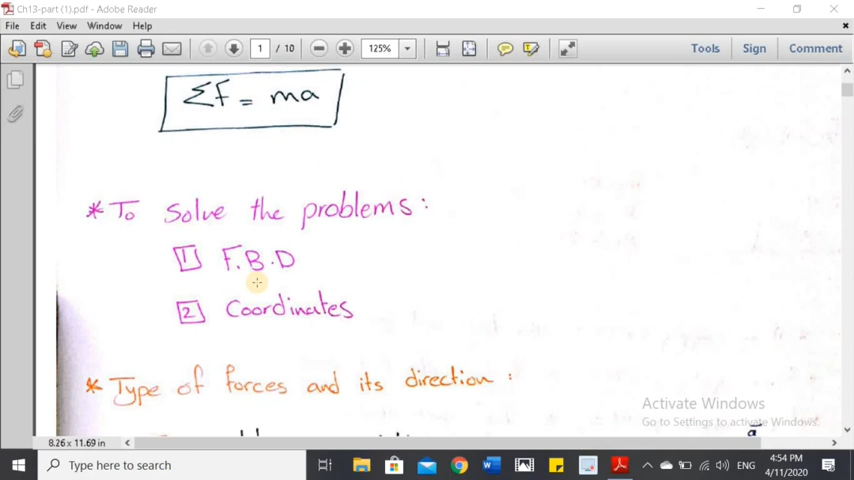 Ch13-part (1).pdf - Adobe Reader
File Edit View Window Help
1 / 10 125% Tools Sign Comment
ΣF = ma
* To solve the problems:
1 F.B.D
2 Coordinates
* Type of forces and its direction :
Activate Windows
Go to Settings to activate Windows.
8.26 x 11.69 in
Type here to search
ENG
4:54 PM
4/11/2020